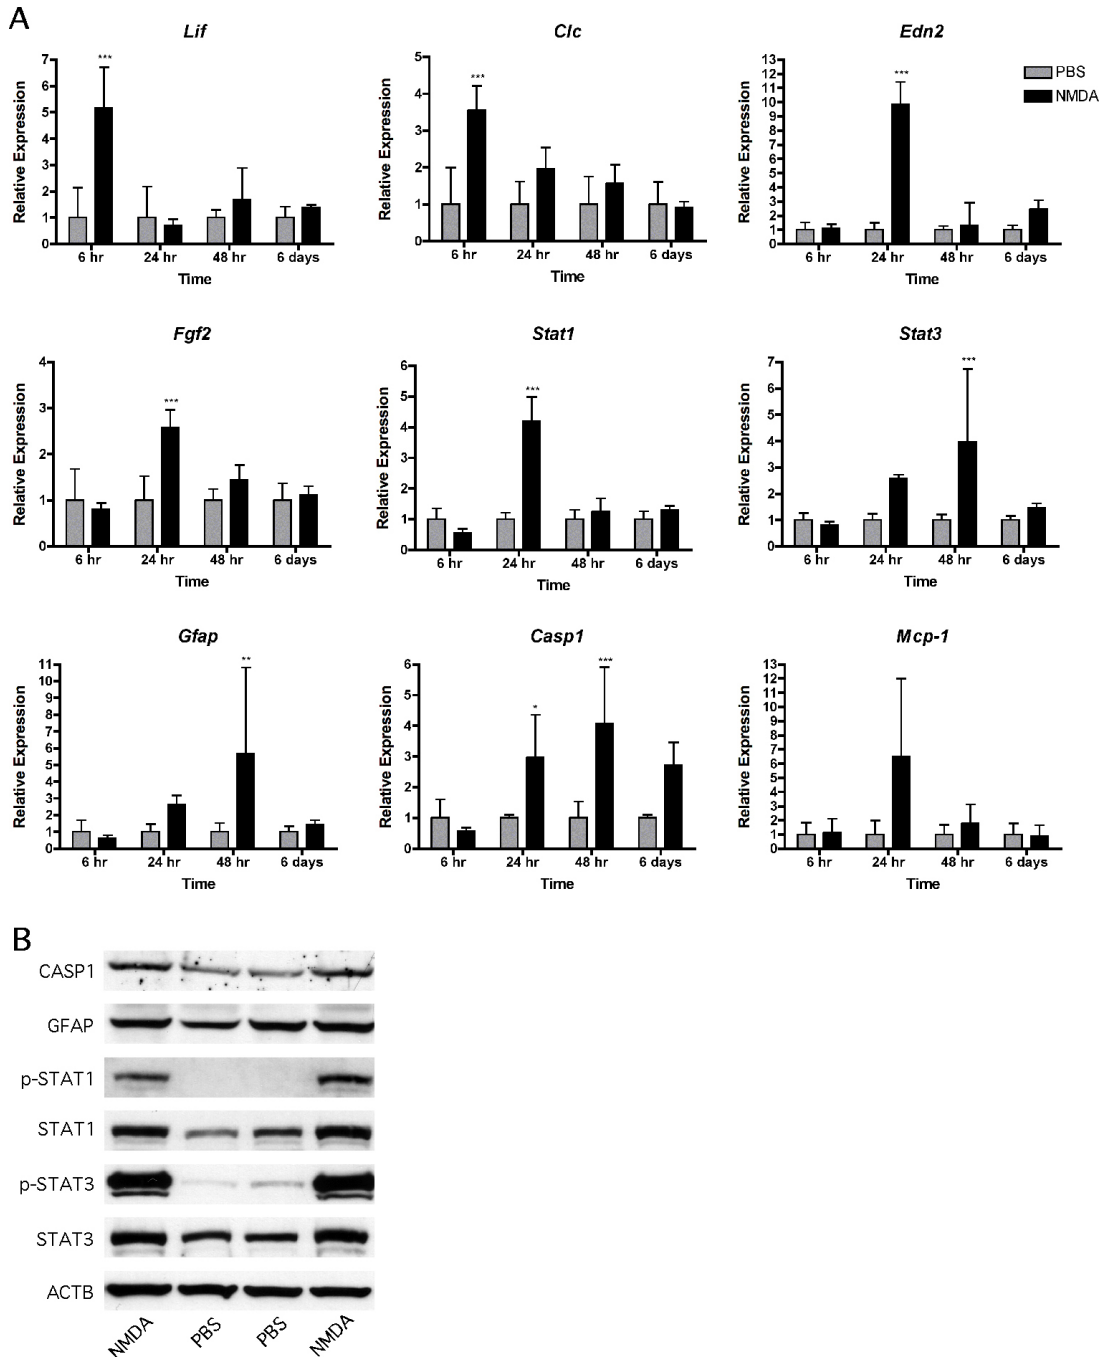 A
Lif
Clc
Edn2
Relative Expression
7
6
5
4
3
2
1
0
***
6 hr
24 hr
48 hr
6 days
Time
Relative Expression
5
4
3
2
1
0
***
6 hr
24 hr
48 hr
6 days
Time
Relative Expression
13
12
11
10
9
8
7
6
5
4
3
2
1
0
***
6 hr
24 hr
48 hr
6 days
Time
PBS
NMDA
Fgf2
Stat1
Stat3
Relative Expression
4
3
2
1
0
***
6 hr
24 hr
48 hr
6 days
Time
Relative Expression
6
5
4
3
2
1
0
***
6 hr
24 hr
48 hr
6 days
Time
Relative Expression
7
6
5
4
3
2
1
0
***
6 hr
24 hr
48 hr
6 days
Time
Gfap
Casp1
Mcp-1
Relative Expression
11
10
9
8
7
6
5
4
3
2
1
0
**
6 hr
24 hr
48 hr
6 days
Time
Relative Expression
6
5
4
3
2
1
0
*
***
6 hr
24 hr
48 hr
6 days
Time
Relative Expression
13
12
11
10
9
8
7
6
5
4
3
2
1
0
6 hr
24 hr
48 hr
6 days
Time
B
CASP1
GFAP
p-STAT1
STAT1
p-STAT3
STAT3
ACTB
NMDA PBS PBS NMDA